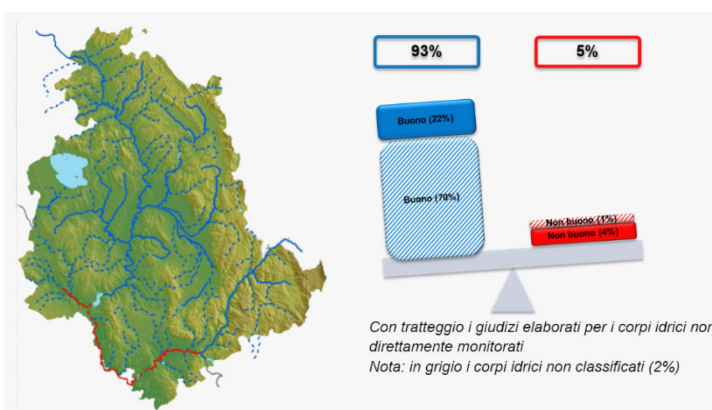 93%
5%
Buono (22%)
Buono (70%)
Non buono (1%)
Non buono (4%)
Con tratteggio i giudizi elaborati per i corpi idrici non
direttamente monitorati
Nota: in grigio i corpi idrici non classificati (2%)